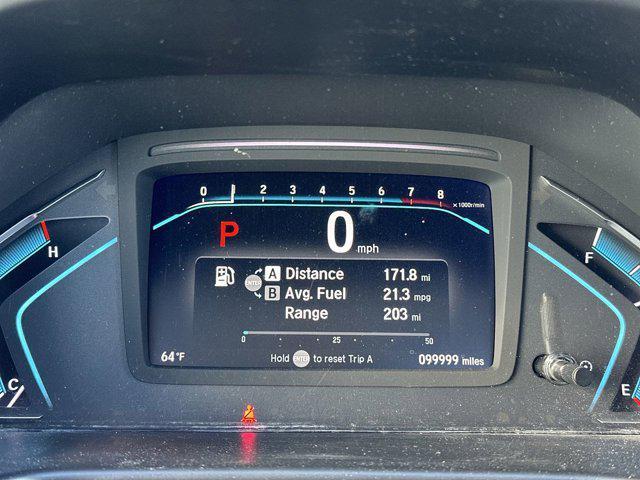 0 2 3 4 5 6 7 8 ×1000r/min
P 0 mph
H
F
A Distance 171.8 mi
ENTER
B Avg. Fuel 21.3 mpg
Range 203 mi
0 25 50
64°F Hold ENTER to reset Trip A 099999 miles
C
E